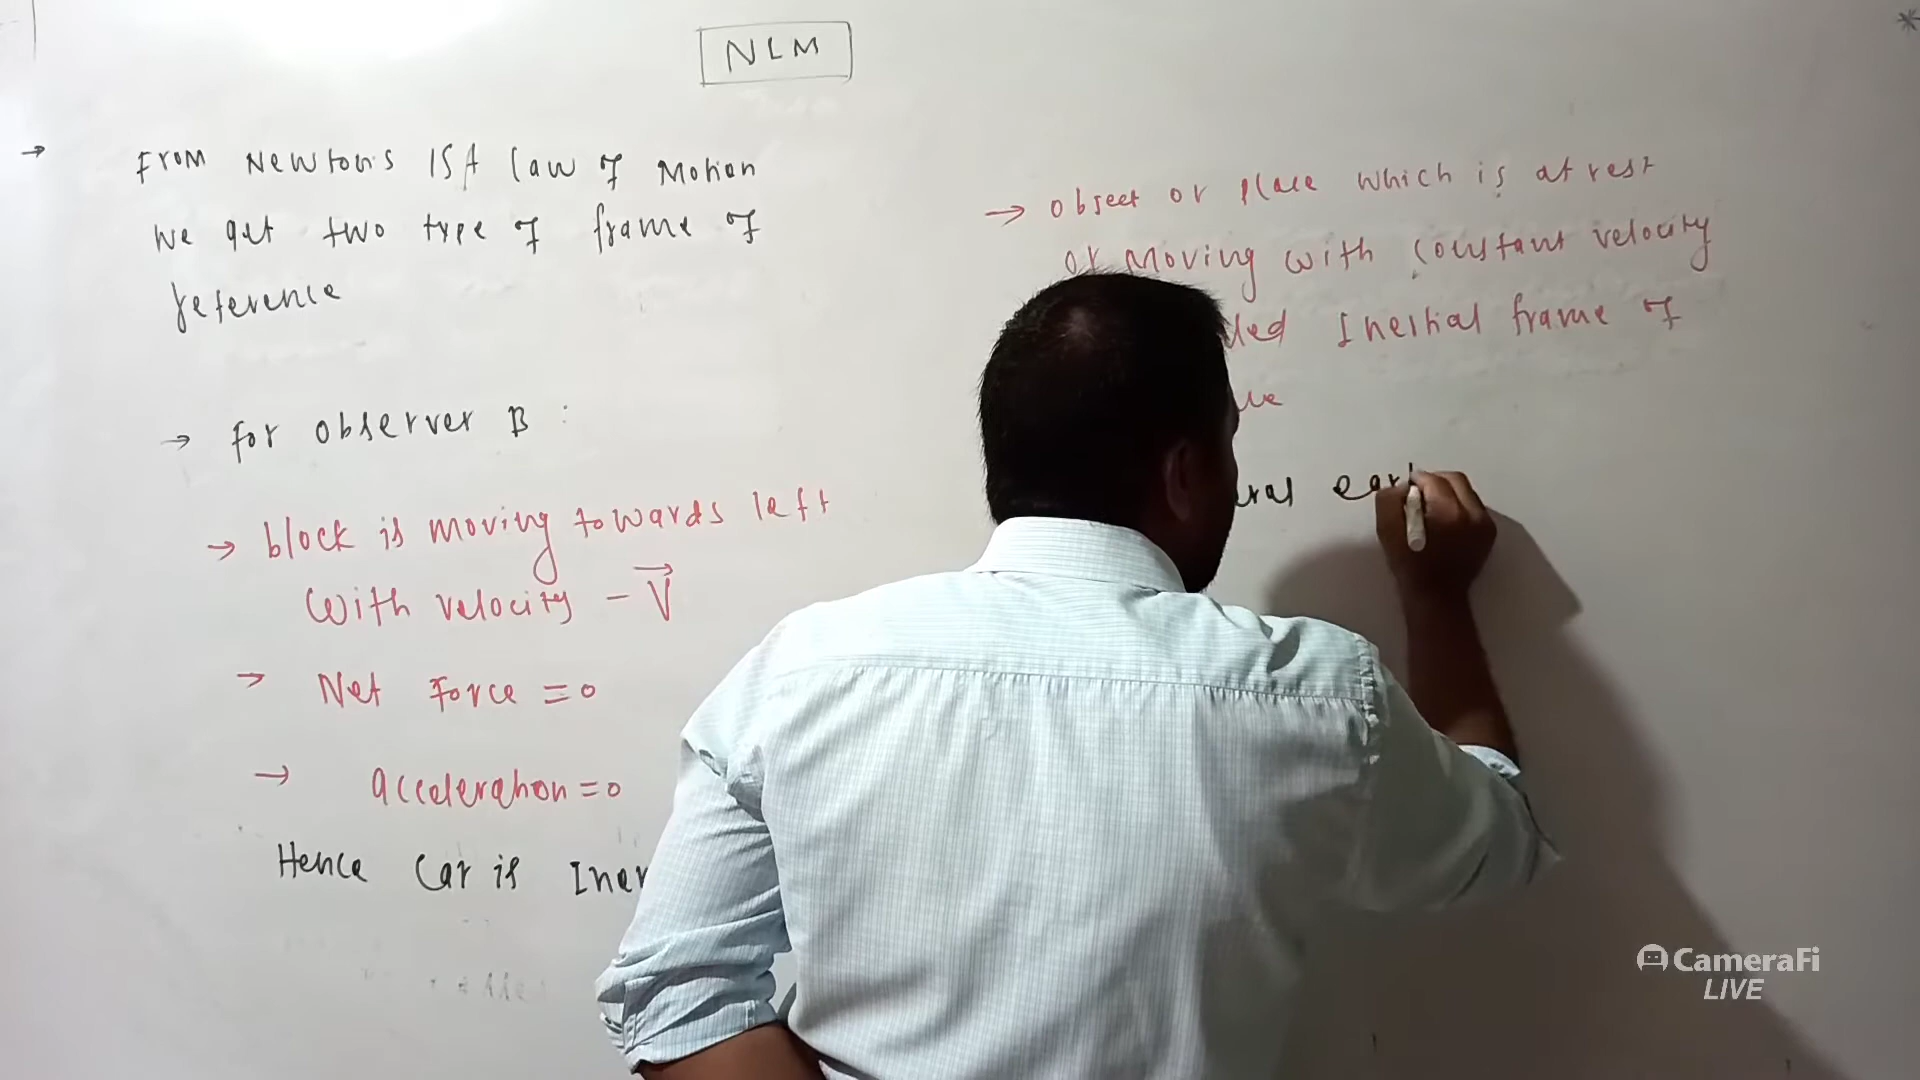 NLM
→ From Newton's 1st law of Motion
we get two type of frame of
reference
→ for observer B :
→ block is moving towards left
with velocity - V⃗
→ Net Force = 0
→ acceleration = 0
Hence Car is Iner
→ object or place which is at rest
or moving with constant velocity
Inertial frame of
CameraFi
LIVE